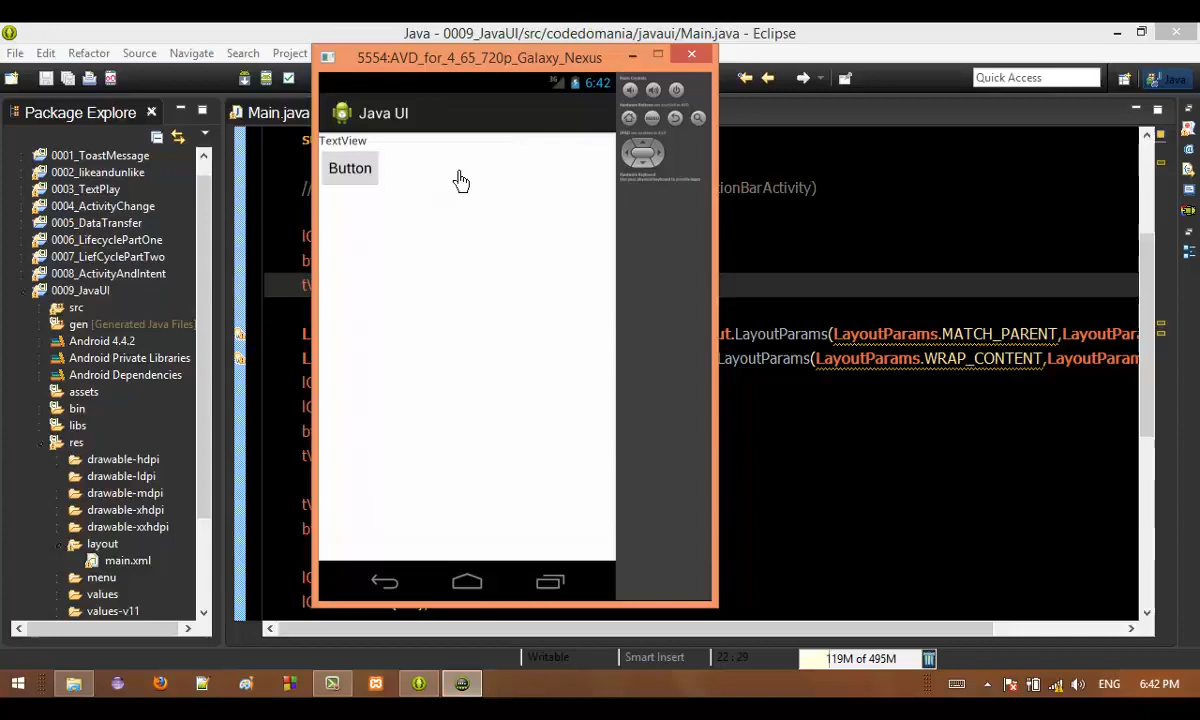 Java - 0009_JavaUI/src/codedomania/javaui/Main.java - Eclipse
File Edit Refactor Source Navigate Search Project
5554:AVD_for_4_65_720p_Galaxy_Nexus
Quick Access
Java
Package Explore
Main.java
3G 6:42
Java UI
TextView
Button
0001_ToastMessage
0002_likeandunlike
0003_TextPlay
0004_ActivityChange
0005_DataTransfer
0006_LifecyclePartOne
0007_LiefCyclePartTwo
0008_ActivityAndIntent
0009_JavaUI
src
gen [Generated Java Files]
Android 4.4.2
Android Private Libraries
Android Dependencies
assets
bin
libs
res
drawable-hdpi
drawable-ldpi
drawable-mdpi
drawable-xhdpi
drawable-xxhdpi
layout
main.xml
menu
values
values-v11
ionBarActivity)
.LayoutParams(LayoutParams.MATCH_PARENT,LayoutPara
LayoutParams(LayoutParams.WRAP_CONTENT,LayoutParam
Writable Smart Insert 22 : 29 119M of 495M
ENG 6:42 PM